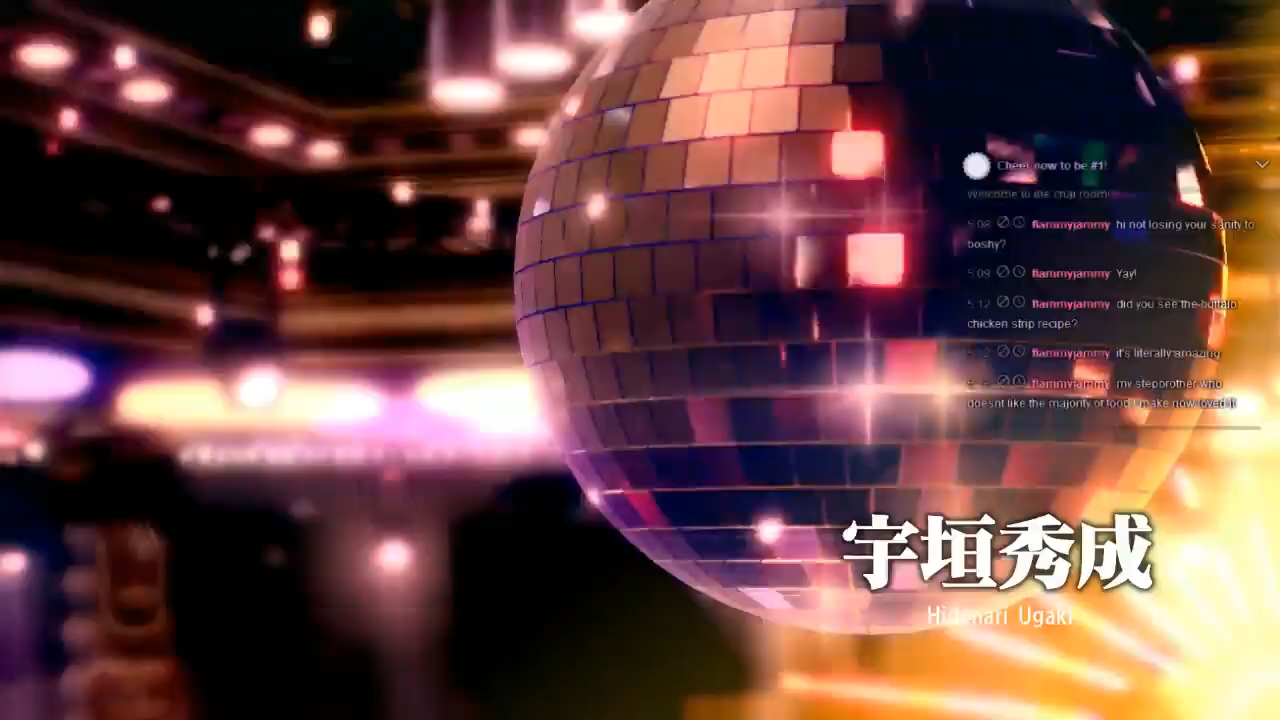 Cheer now to be #1!
Welcome to the chat room!
5:08 flammyjammy hi not losing your sanity to
boshy?
5:09 flammyjammy Yay!
5:12 flammyjammy did you see the buffalo
chicken strip recipe?
5:12 flammyjammy it's literally amazing
flammyjammy my stepbrother who
doesnt like the majority of food I make now loved it
宇垣秀成
Hidenari Ugaki